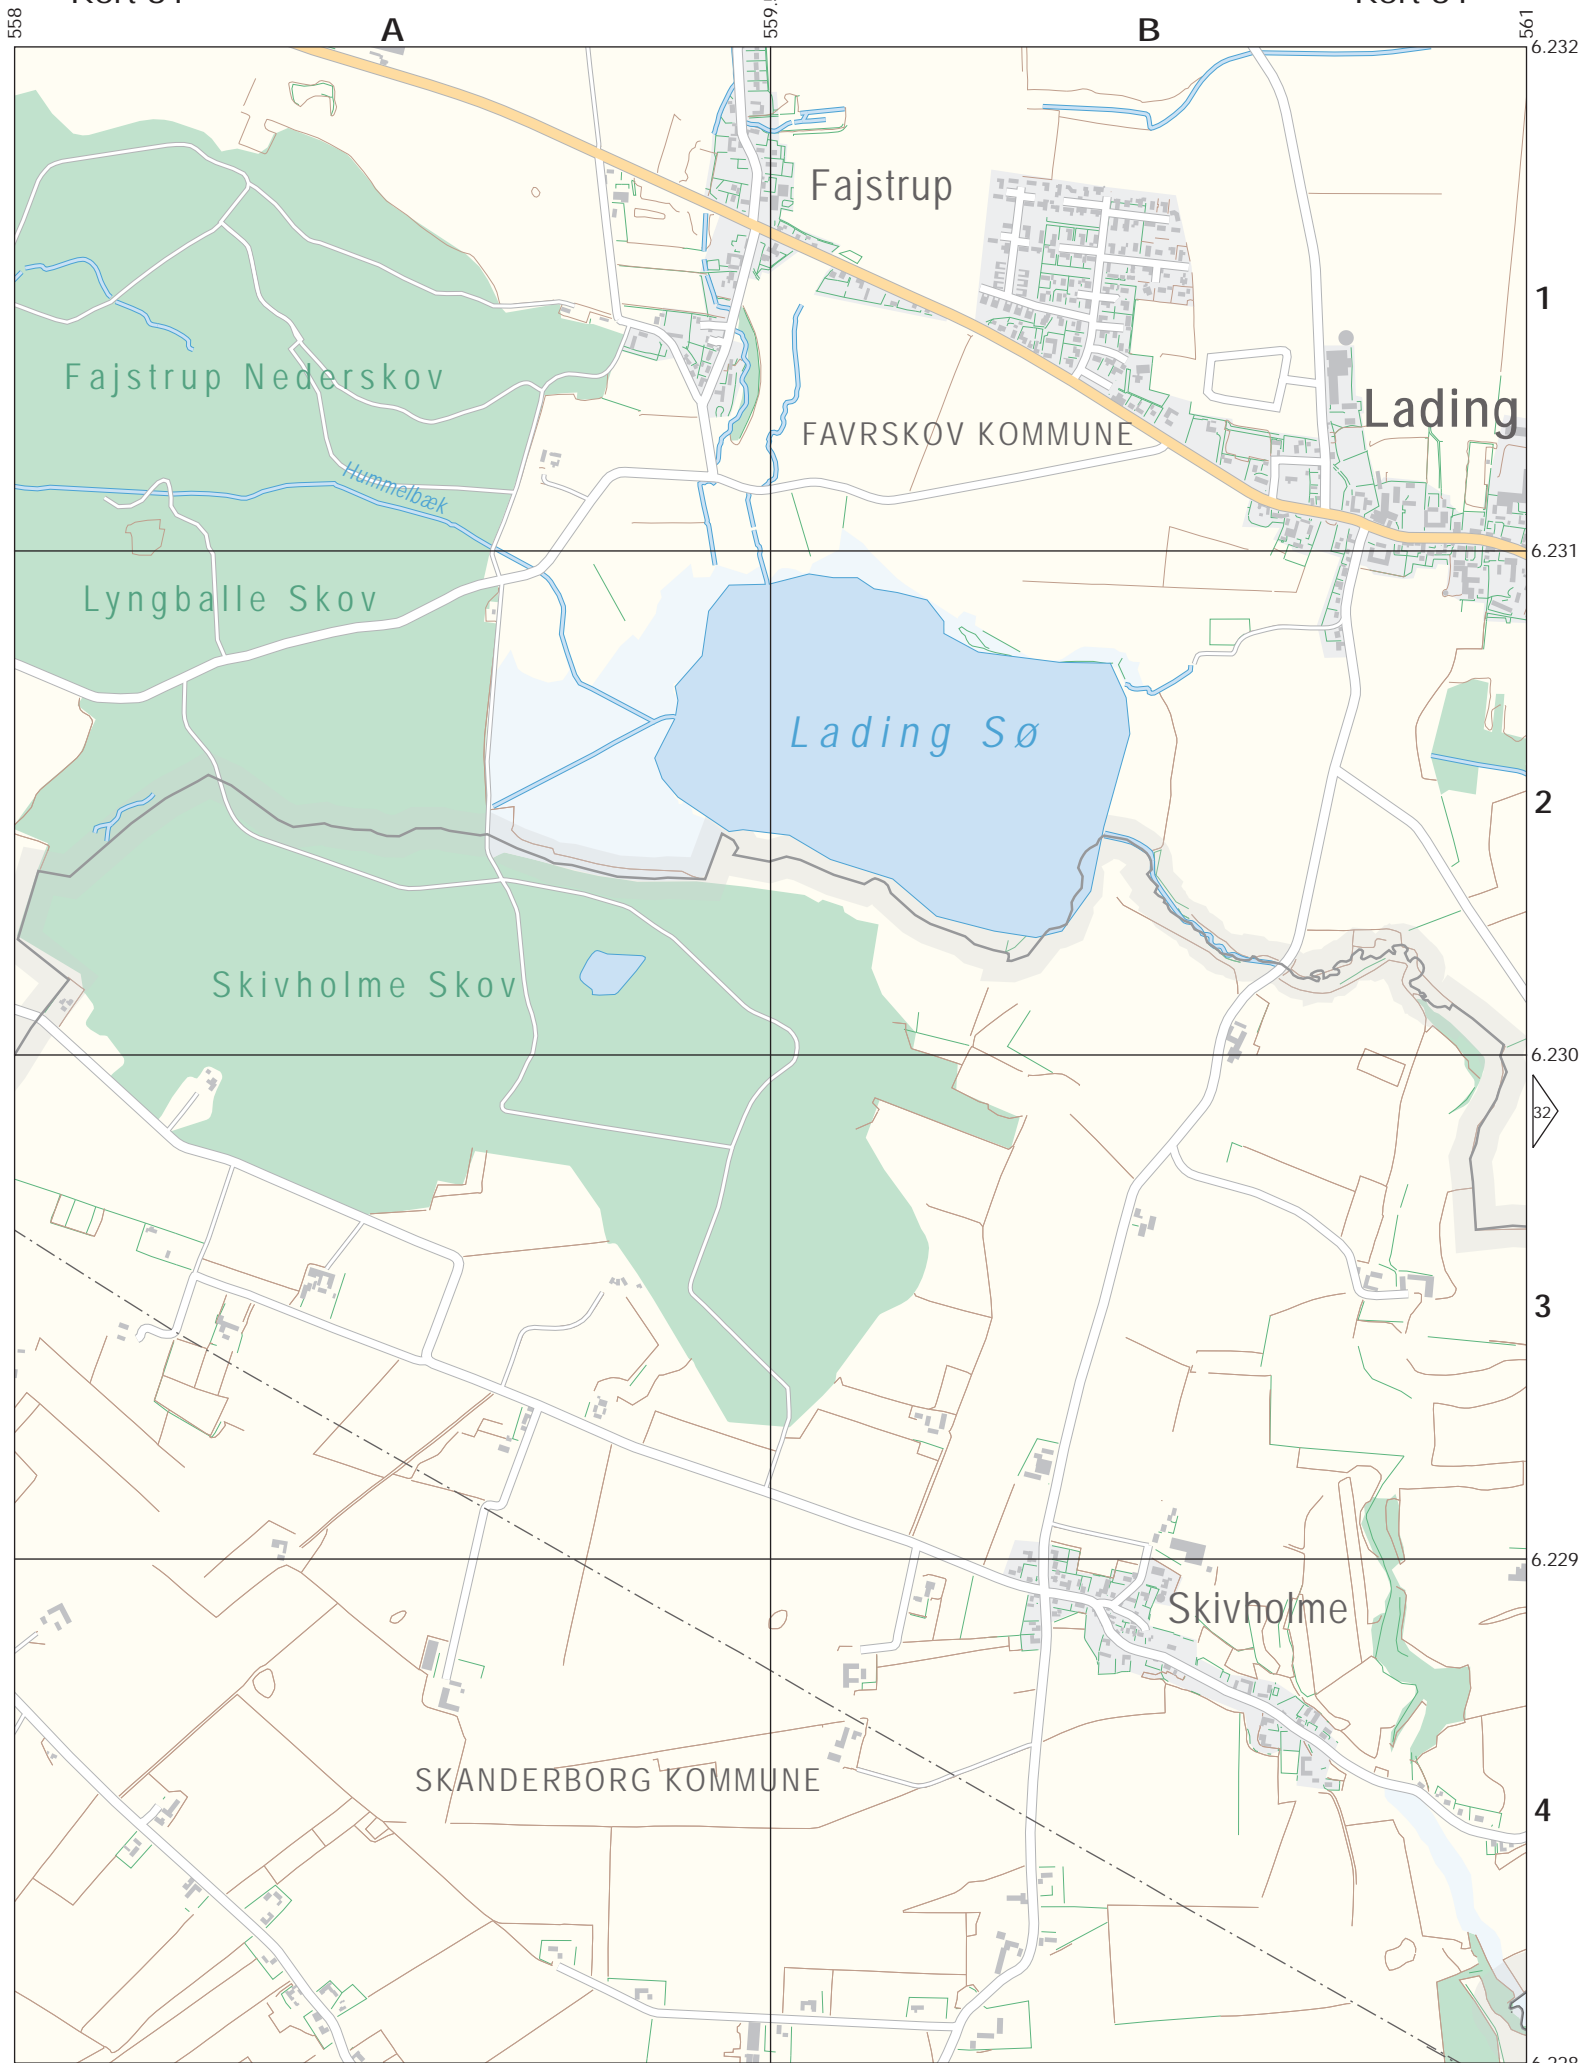 558
559.5
561
A
B
6.232
Fajstrup
1
Fajstrup Nederskov
Lading
FAVRSKOV KOMMUNE
Hummelbæk
6.231
Lyngballe Skov
Lading Sø
2
Skivholme Skov
6.230
32
3
6.229
Skivholme
SKANDERBORG KOMMUNE
4